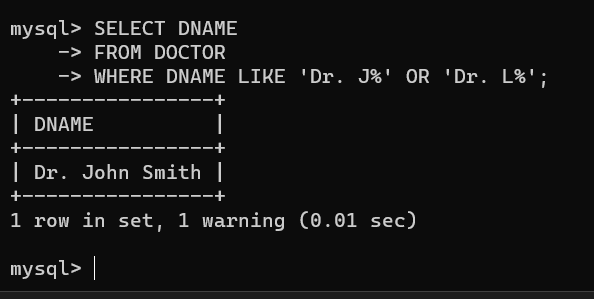 mysql> SELECT DNAME
    -> FROM DOCTOR
    -> WHERE DNAME LIKE 'Dr. J%' OR 'Dr. L%';
+----------------+
| DNAME          |
+----------------+
| Dr. John Smith |
+----------------+
1 row in set, 1 warning (0.01 sec)
mysql>